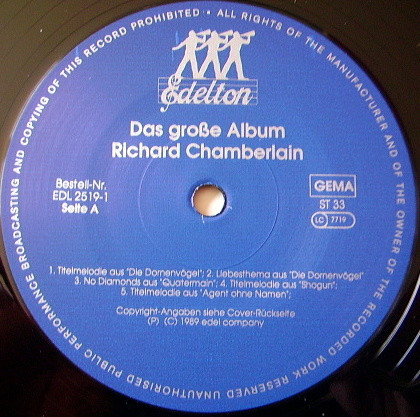 UNAUTHORISED PUBLIC PERFORMANCE BROADCASTING AND COPYING OF THIS RECORD PROHIBITED · ALL RIGHTS OF THE MANUFACTURER AND OF THE OWNER OF THE RECORDED WORK RESERVED
Edelton
Das große Album
Richard Chamberlain
Bestell-Nr.
EDL 2519-1
Seite A
GEMA
ST 33
LC 7719
1. Titelmelodie aus "Die Dornenvögel"; 2. Liebesthema aus "Die Dornenvögel"
3. No Diamonds aus "Quatermain"; 4. Titelmelodie aus "Shogun";
5. Titelmelodie aus "Agent ohne Namen";
Copyright-Angaben siehe Cover-Rückseite
(P) (C) 1989 edel company